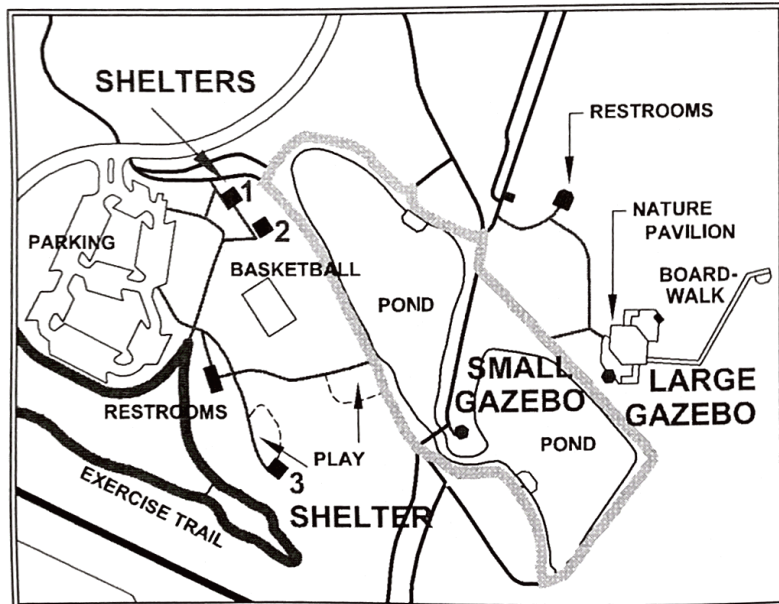 SHELTERS
RESTROOMS
1
2
NATURE
PAVILION
PARKING
BASKETBALL
BOARD-
WALK
POND
SMALL
GAZEBO
LARGE
GAZEBO
RESTROOMS
POND
PLAY
3
EXERCISE TRAIL
SHELTER